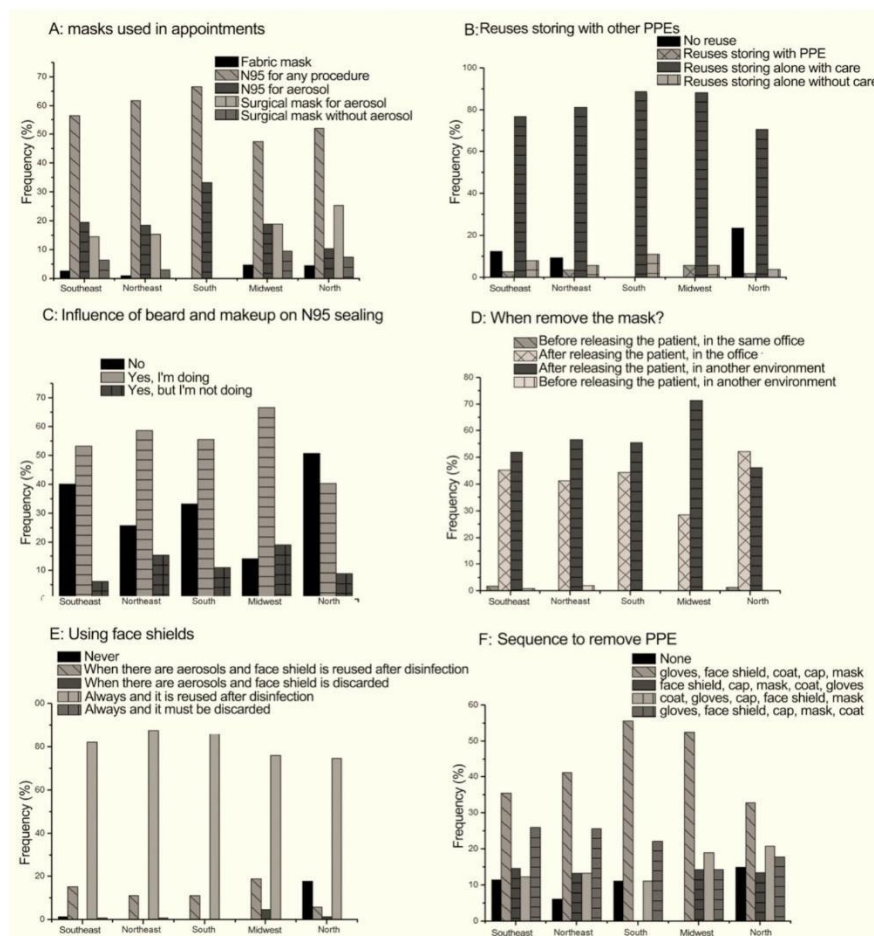 A: masks used in appointments
Fabric mask
N95 for any procedure
N95 for aerosol
Surgical mask for aerosol
Surgical mask without aerosol
Frequency (%)
70
60
50
40
30
20
10
0
Southeast Northeast South Midwest North
B: Reuses storing with other PPEs
No reuse
Reuses storing with PPE
Reuses storing alone with care
Reuses storing alone without care
Frequency (%)
100
80
60
40
20
0
Southeast Northeast South Midwest North
C: Influence of beard and makeup on N95 sealing
No
Yes, I'm doing
Yes, but I'm not doing
Frequency (%)
70
60
50
40
30
20
10
Southeast Northeast South Midwest North
D: When remove the mask?
Before releasing the patient, in the same office
After releasing the patient, in the office
After releasing the patient, in another environment
Before releasing the patient, in another environment
Frequency (%)
80
70
60
50
40
30
20
10
0
Southeast Northeast South Midwest North
E: Using face shields
Never
When there are aerosols and face shield is reused after disinfection
When there are aerosols and face shield is discarded
Always and it is reused after disinfection
Always and it must be discarded
Frequency (%)
00
80
60
40
20
0
Southeast Northeast South Midwest North
F: Sequence to remove PPE
None
gloves, face shield, coat, cap, mask
face shield, cap, mask, coat, gloves
coat, gloves, cap, face shield, mask
gloves, face shield, cap, mask, coat
Frequency (%)
60
50
40
30
20
10
0
Southeast Northeast South Midwest North